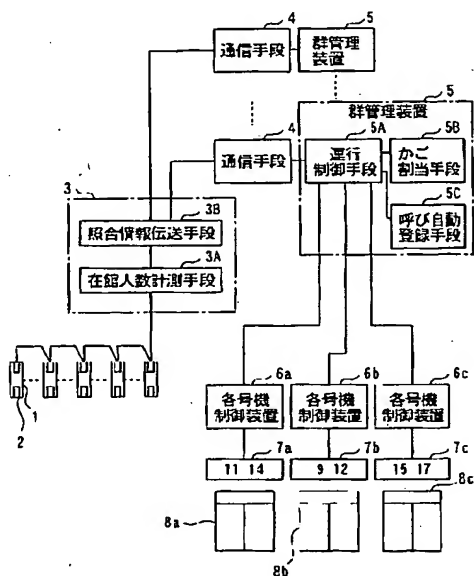 4
5
通信手段
群管理
装置
5
群管理装置
4
5A
5B
通信手段
運行
制御手段
かご
割当手段
3
3B
5C
照合情報伝送手段
呼び自動
登録手段
3A
在館人数計測手段
1
2
6a
6b
6c
各号機
制御装置
各号機
制御装置
各号機
制御装置
7a
7b
7c
11 14
9 12
15 17
8c
8a
8b